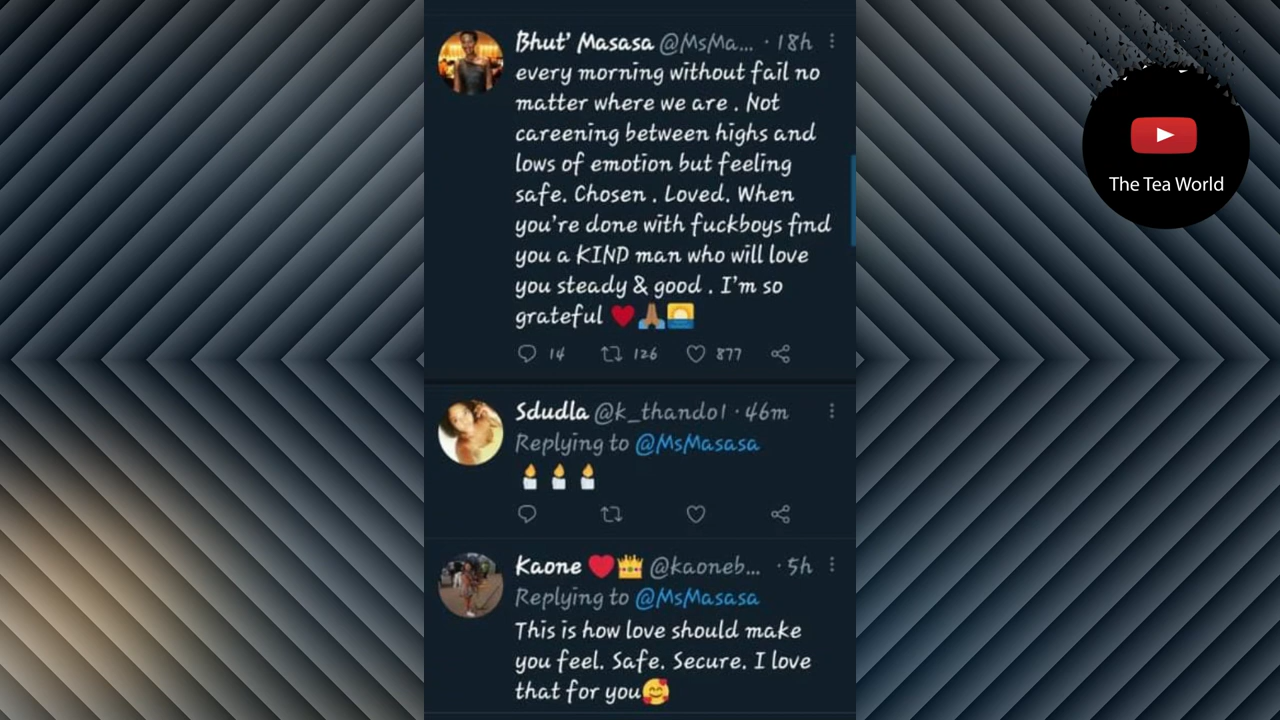 Bhut' Masasa @MsMa... · 18h
every morning without fail no
matter where we are . Not
careening between highs and
lows of emotion but feeling
safe. Chosen . Loved. When
you're done with fuckboys find
you a KIND man who will love
you steady & good . I'm so
grateful ❤️🙏🏽🌅
14 126 877
Sdudla @k_thando1 · 46m
Replying to @MsMasasa
🕯️🕯️🕯️
Kaone ❤️👑 @kaoneb... · 5h
Replying to @MsMasasa
This is how love should make
you feel. Safe. Secure. I love
that for you🥰
The Tea World